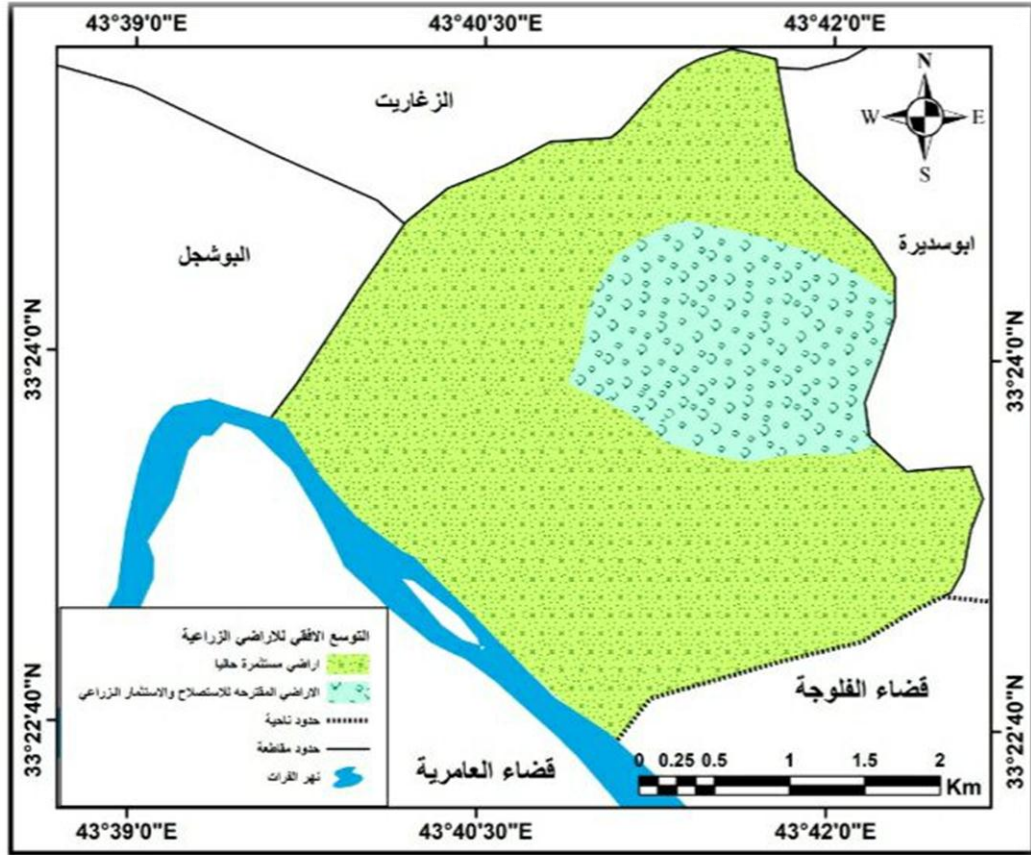 43°39'0"E
43°40'30"E
43°42'0"E
N
W
E
S
الزغاريت
ابوسديرة
البوشجل
33°24'0"N
33°24'0"N
التوسع الافقي للاراضي الزراعية
اراضي مستثمرة حاليا
الاراضي المقترحه للاستصلاح والاستثمار الزراعي
حدود ناحية
حدود مقاطعة
نهر الفرات
قضاء الفلوجة
قضاء العامرية
33°22'40"N
33°22'40"N
0 0.25 0.5 1 1.5 2
Km
43°39'0"E
43°40'30"E
43°42'0"E